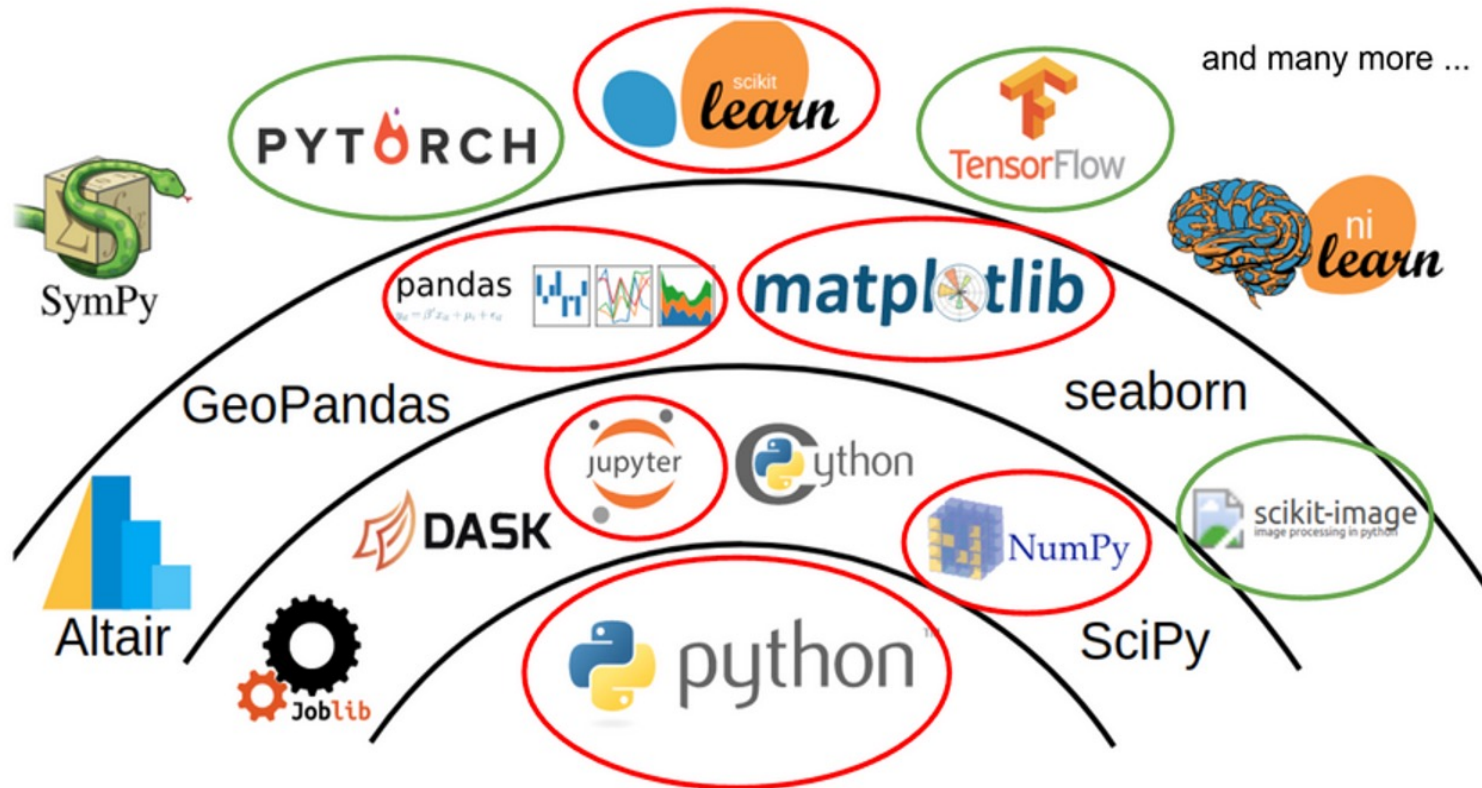 and many more ...
scikit
learn
PYTORCH
TensorFlow
SymPy
ni
learn
pandas
matplotlib
GeoPandas
seaborn
jupyter
Cython
DASK
NumPy
scikit-image
image processing in python
Altair
Joblib
python
SciPy